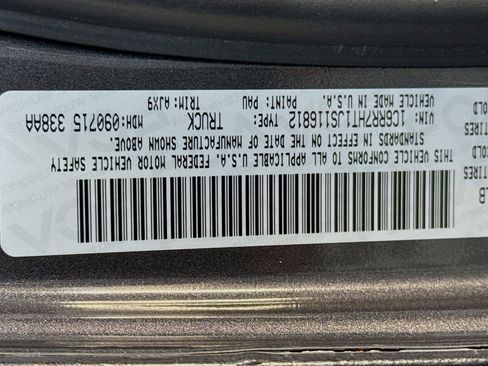 LB
THIS VEHICLE CONFORMS TO ALL APPLICABLE U.S.A. FEDERAL MOTOR VEHICLE SAFETY
STANDARDS IN EFFECT ON THE DATE OF MANUFACTURE SHOWN ABOVE.
VIN: 1C6RR7HT1JS116812 TYPE: TRUCK MDH:090715 338AA
VEHICLE MADE IN U.S.A. PAINT: PAU TRIM: AJX9